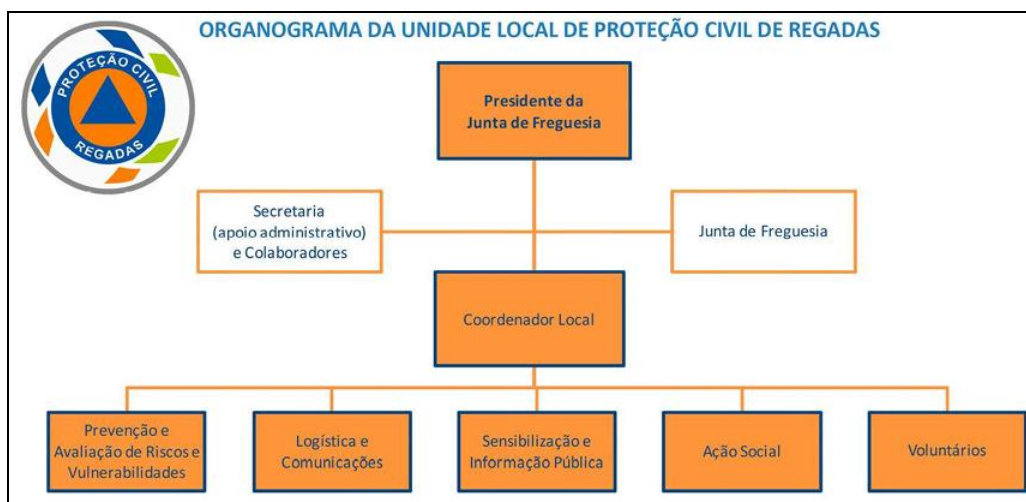 ORGANOGRAMA DA UNIDADE LOCAL DE PROTEÇÃO CIVIL DE REGADAS
PROTEÇÃO CIVIL
REGADAS
Presidente da
Junta de Freguesia
Secretaria
(apoio administrativo)
e Colaboradores
Junta de Freguesia
Coordenador Local
Prevenção e
Avaliação de Riscos e
Vulnerabilidades
Logística e
Comunicações
Sensibilização e
Informação Pública
Ação Social
Voluntários